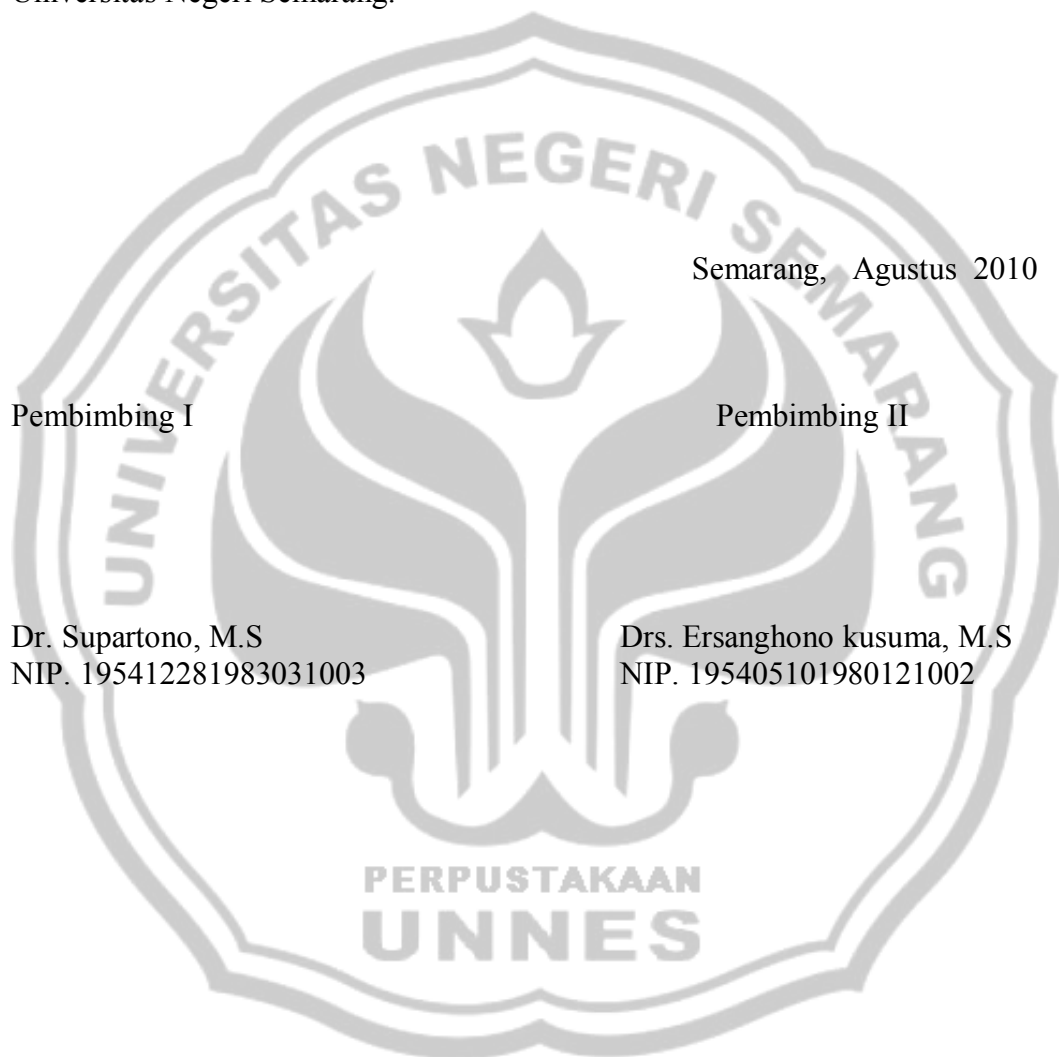 Universitas Negeri Semarang.
UNIVERSITAS NEGERI SEMARANG
Semarang, Agustus 2010
Pembimbing I Pembimbing II
Dr. Supartono, M.S Drs. Ersanghono kusuma, M.S
NIP. 195412281983031003 NIP. 195405101980121002
PERPUSTAKAAN
UNNES